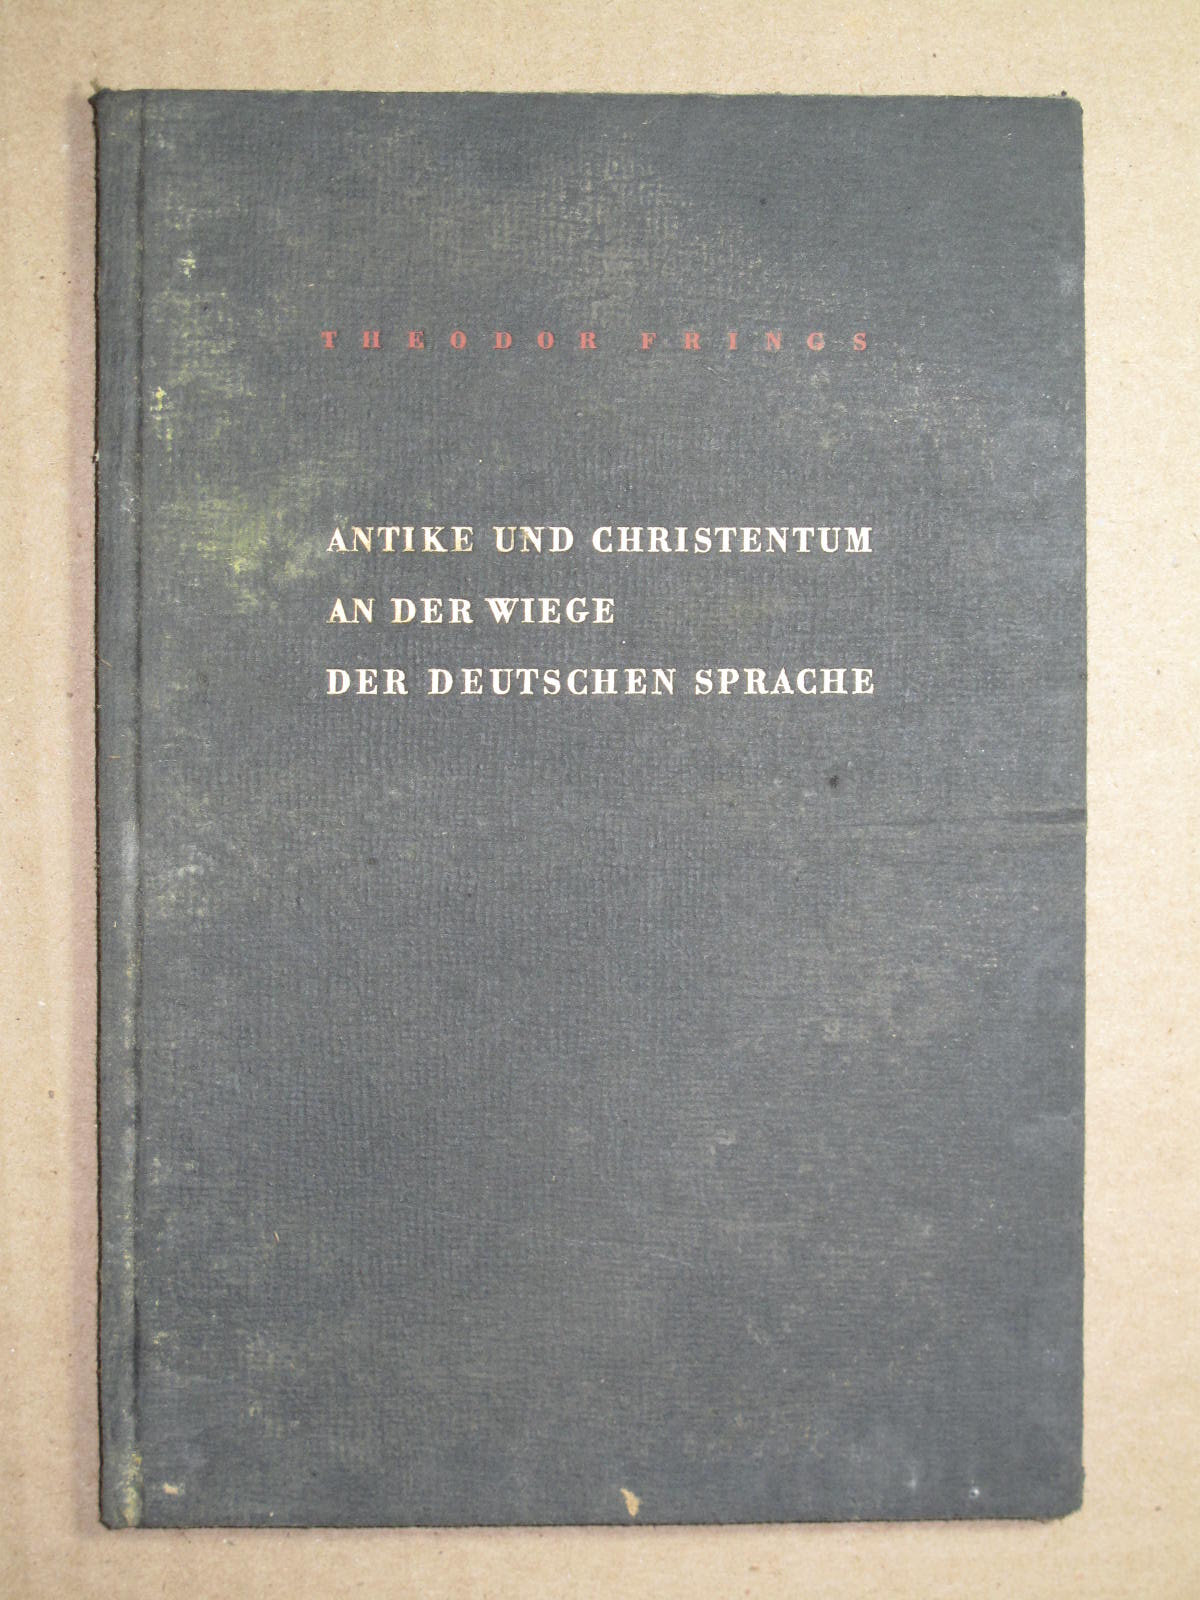 THEODOR FRINGS
ANTIKE UND CHRISTENTUM
AN DER WIEGE
DER DEUTSCHEN SPRACHE